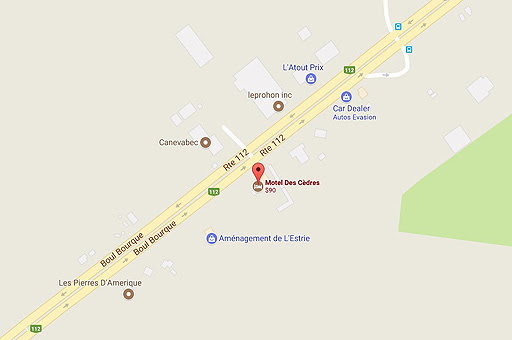 L'Atout Prix
112
leprohon inc
Car Dealer
Autos Evasion
Canevabec
Rte 112
Rte 112
Motel Des Cèdres
$90
112
Aménagement de L'Estrie
Boul Bourque
Boul Bourque
Les Pierres D'Amerique
112